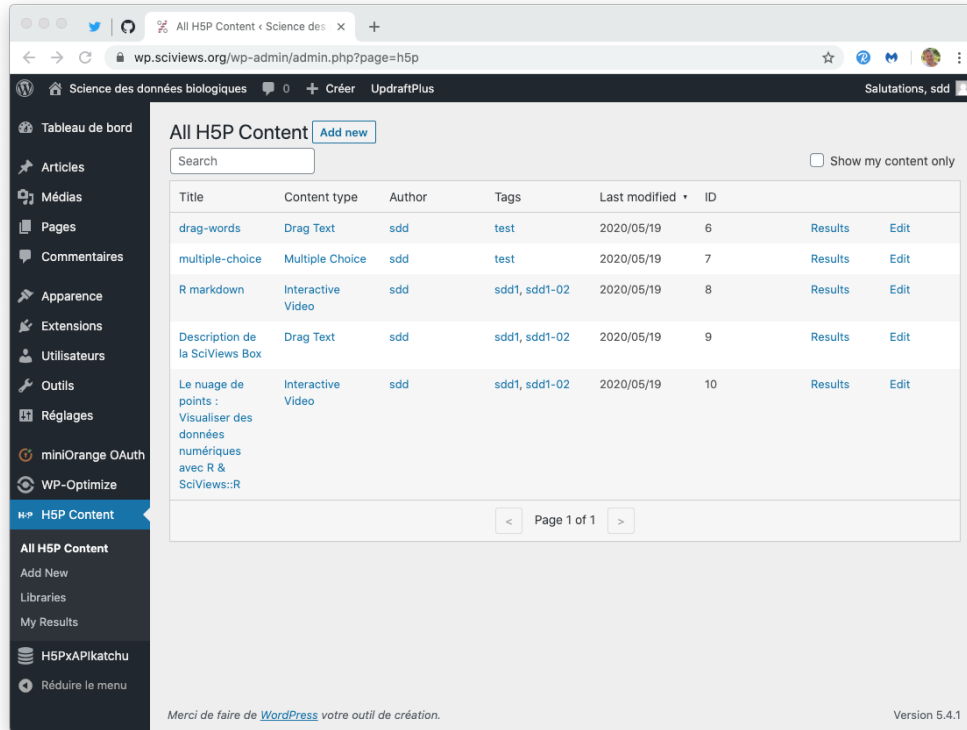 All H5P Content ‹ Science des
wp.sciviews.org/wp-admin/admin.php?page=h5p
Science des données biologiques 0 + Créer UpdraftPlus Salutations, sdd
Tableau de bord
Articles
Médias
Pages
Commentaires
Apparence
Extensions
Utilisateurs
Outils
Réglages
miniOrange OAuth
WP-Optimize
H5P H5P Content
All H5P Content
Add New
Libraries
My Results
H5PxAPIkatchu
Réduire le menu
All H5P Content Add new
Search
Show my content only
Title Content type Author Tags Last modified ID
drag-words Drag Text sdd test 2020/05/19 6 Results Edit
multiple-choice Multiple Choice sdd test 2020/05/19 7 Results Edit
R markdown Interactive sdd sdd1, sdd1-02 2020/05/19 8 Results Edit
Video
Description de Drag Text sdd sdd1, sdd1-02 2020/05/19 9 Results Edit
la SciViews Box
Le nuage de Interactive sdd sdd1, sdd1-02 2020/05/19 10 Results Edit
points : Video
Visualiser des
données
numériques
avec R &
SciViews::R
< Page 1 of 1 >
Merci de faire de WordPress votre outil de création. Version 5.4.1